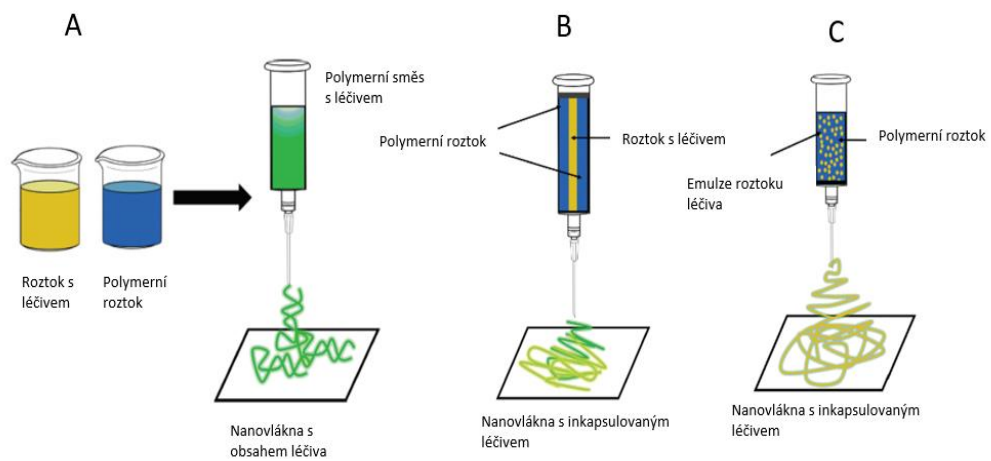 A
Polymerní směs
s léčivem
Roztok s
léčivem
Polymerní
roztok
Nanovlákna s
obsahem léčiva
B
Polymerní roztok
Roztok s léčivem
Nanovlákna s inkapsulovaným
léčivem
C
Polymerní roztok
Emulze roztoku
léčiva
Nanovlákna s inkapsulovaným
léčivem